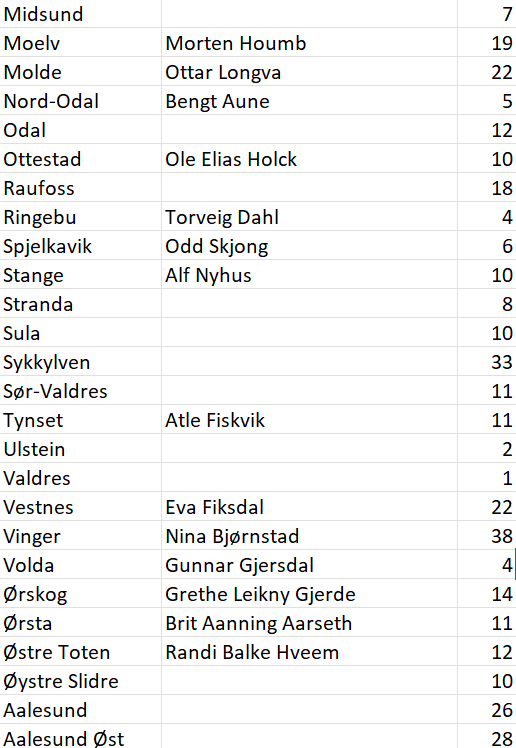 Midsund 7
Moelv Morten Houmb 19
Molde Ottar Longva 22
Nord-Odal Bengt Aune 5
Odal 12
Ottestad Ole Elias Holck 10
Raufoss 18
Ringebu Torveig Dahl 4
Spjelkavik Odd Skjong 6
Stange Alf Nyhus 10
Stranda 8
Sula 10
Sykkylven 33
Sør-Valdres 11
Tynset Atle Fiskvik 11
Ulstein 2
Valdres 1
Vestnes Eva Fiksdal 22
Vinger Nina Bjørnstad 38
Volda Gunnar Gjersdal 4
Ørskog Grethe Leikny Gjerde 14
Ørsta Brit Aanning Aarseth 11
Østre Toten Randi Balke Hveem 12
Øystre Slidre 10
Aalesund 26
Aalesund Øst 28